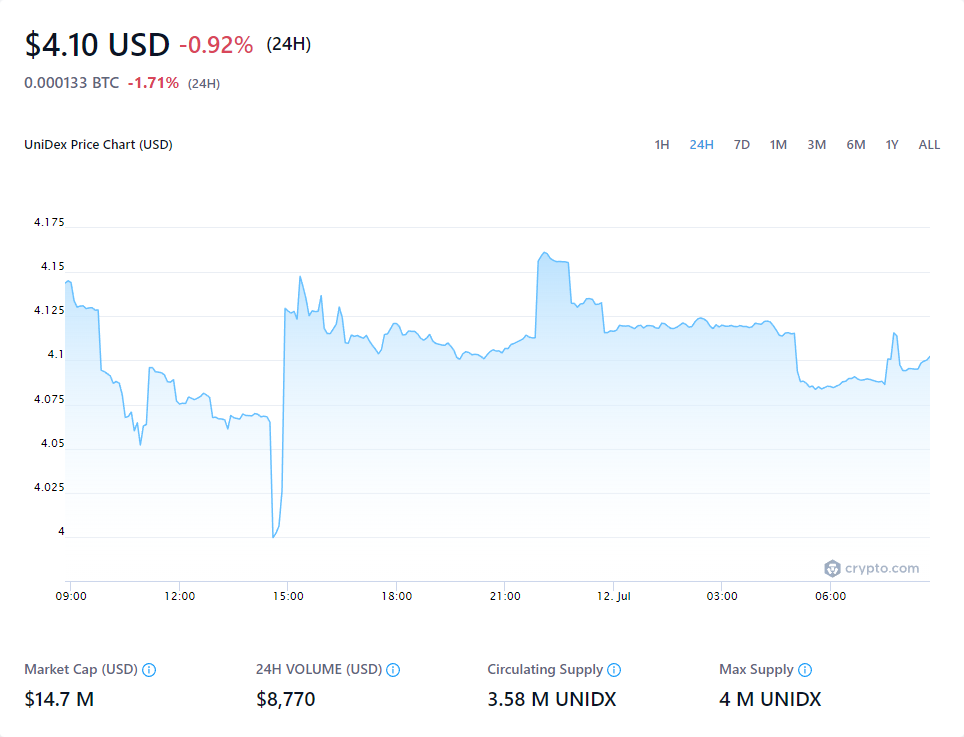 $4.10 USD -0.92% (24H)
0.000133 BTC -1.71% (24H)
UniDex Price Chart (USD) 1H 24H 7D 1M 3M 6M 1Y ALL
4.175
4.15
4.125
4.1
4.075
4.05
4.025
4
crypto.com
09:00 12:00 15:00 18:00 21:00 12. Jul 03:00 06:00
Market Cap (USD) 24H VOLUME (USD) Circulating Supply Max Supply
$14.7 M $8,770 3.58 M UNIDX 4 M UNIDX